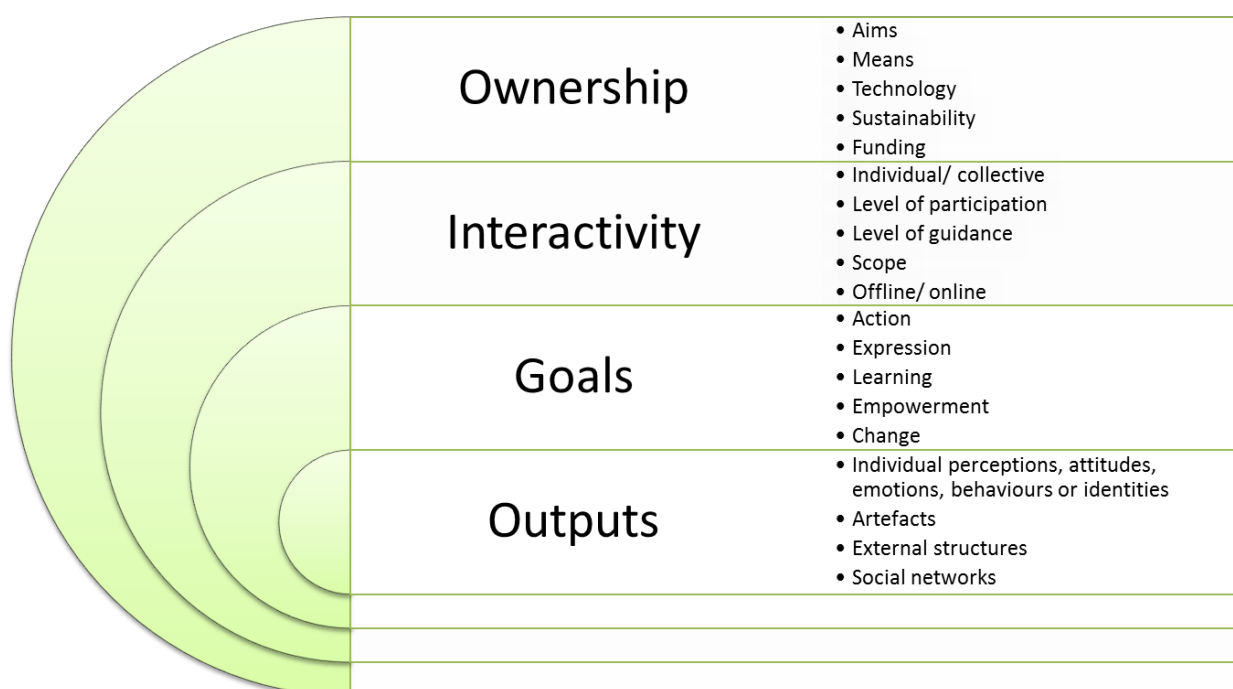 Ownership
• Aims
• Means
• Technology
• Sustainability
• Funding
Interactivity
• Individual/ collective
• Level of participation
• Level of guidance
• Scope
• Offline/ online
Goals
• Action
• Expression
• Learning
• Empowerment
• Change
Outputs
• Individual perceptions, attitudes,
emotions, behaviours or identities
• Artefacts
• External structures
• Social networks